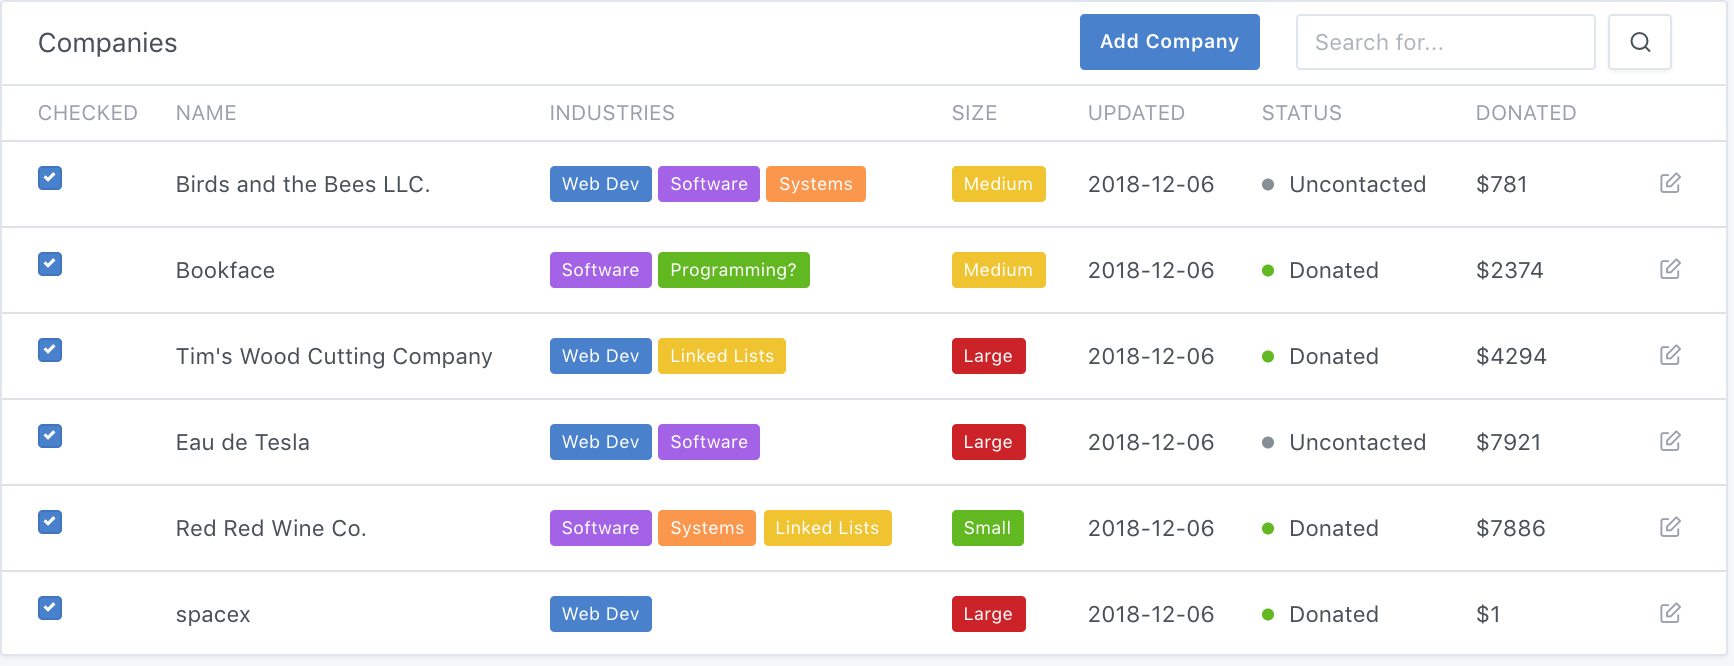 Companies Add Company Search for...
CHECKED NAME INDUSTRIES SIZE UPDATED STATUS DONATED
Birds and the Bees LLC. Web Dev Software Systems Medium 2018-12-06 Uncontacted $781
Bookface Software Programming? Medium 2018-12-06 Donated $2374
Tim's Wood Cutting Company Web Dev Linked Lists Large 2018-12-06 Donated $4294
Eau de Tesla Web Dev Software Large 2018-12-06 Uncontacted $7921
Red Red Wine Co. Software Systems Linked Lists Small 2018-12-06 Donated $7886
spacex Web Dev Large 2018-12-06 Donated $1